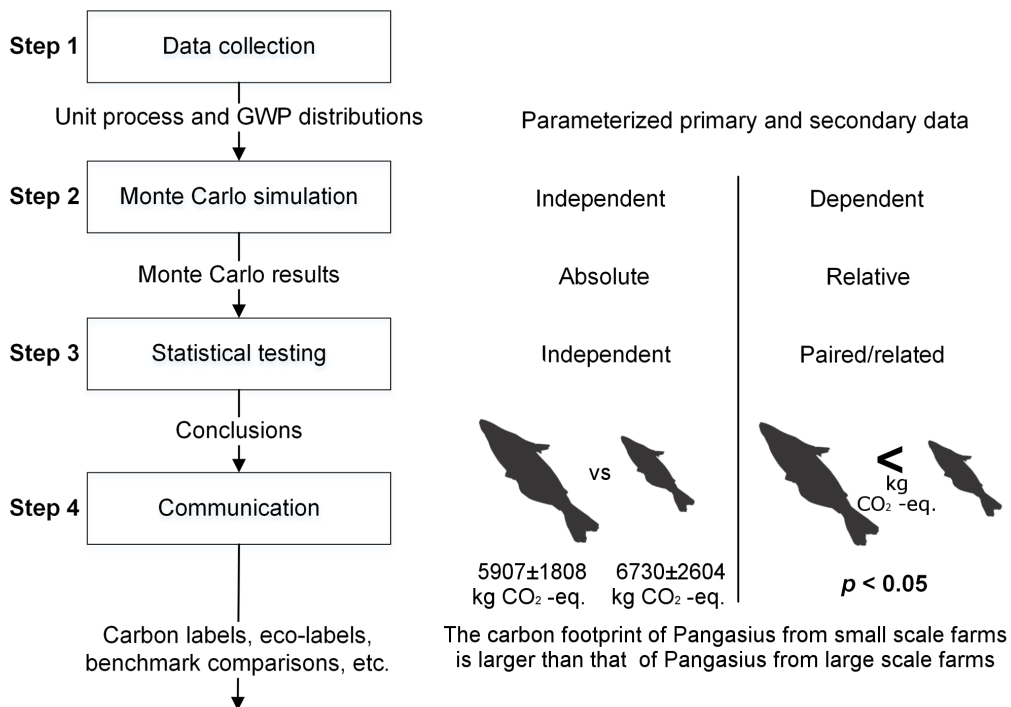 Step 1
Data collection
Unit process and GWP distributions
Parameterized primary and secondary data
Step 2
Monte Carlo simulation
Independent
Dependent
Monte Carlo results
Absolute
Relative
Step 3
Statistical testing
Independent
Paired/related
Conclusions
vs
<
kg
CO₂ -eq.
Step 4
Communication
5907±1808
kg CO₂ -eq.
6730±2604
kg CO₂ -eq.
p < 0.05
Carbon labels, eco-labels,
benchmark comparisons, etc.
The carbon footprint of Pangasius from small scale farms
is larger than that of Pangasius from large scale farms